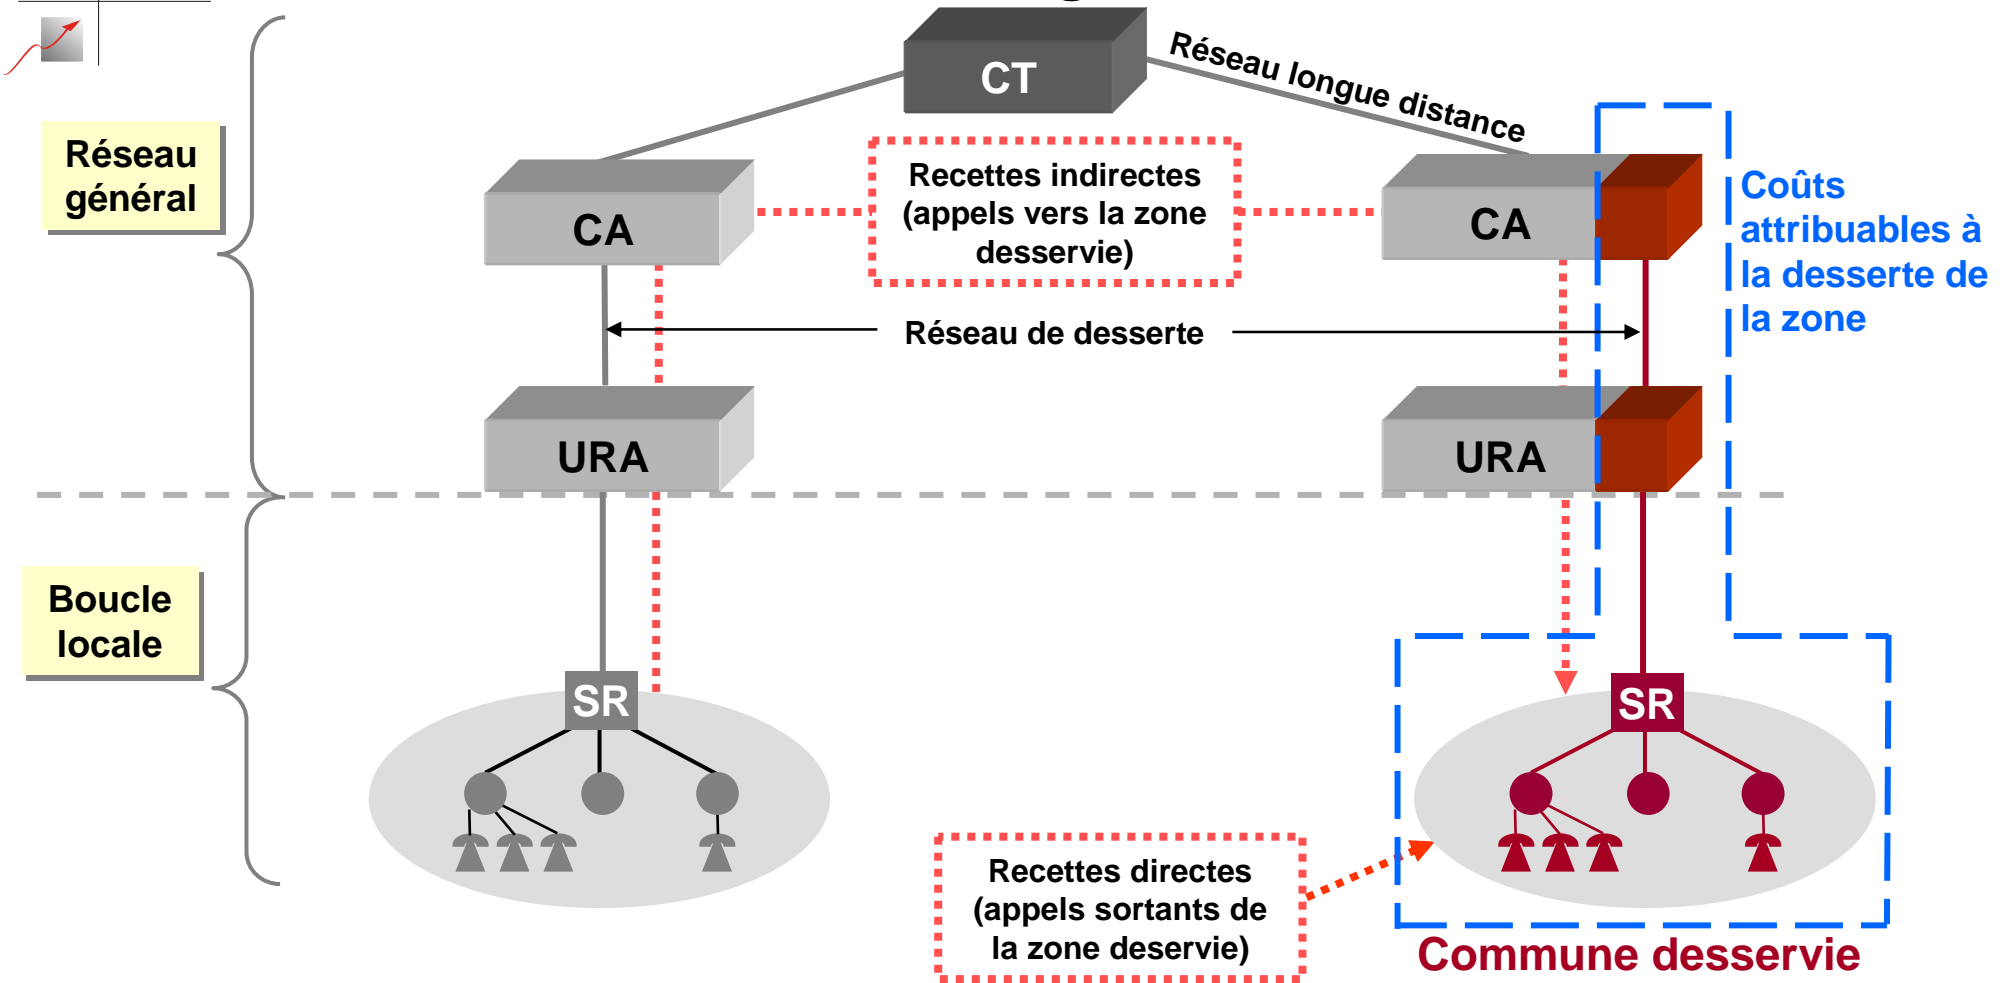 CT
Réseau longue distance
Réseau
général
Recettes indirectes
(appels vers la zone
desservie)
CA
CA
Coûts
attribuables à
la desserte de
la zone
Réseau de desserte
URA
URA
Boucle
locale
SR
SR
Recettes directes
(appels sortants de
la zone deservie)
Commune desservie